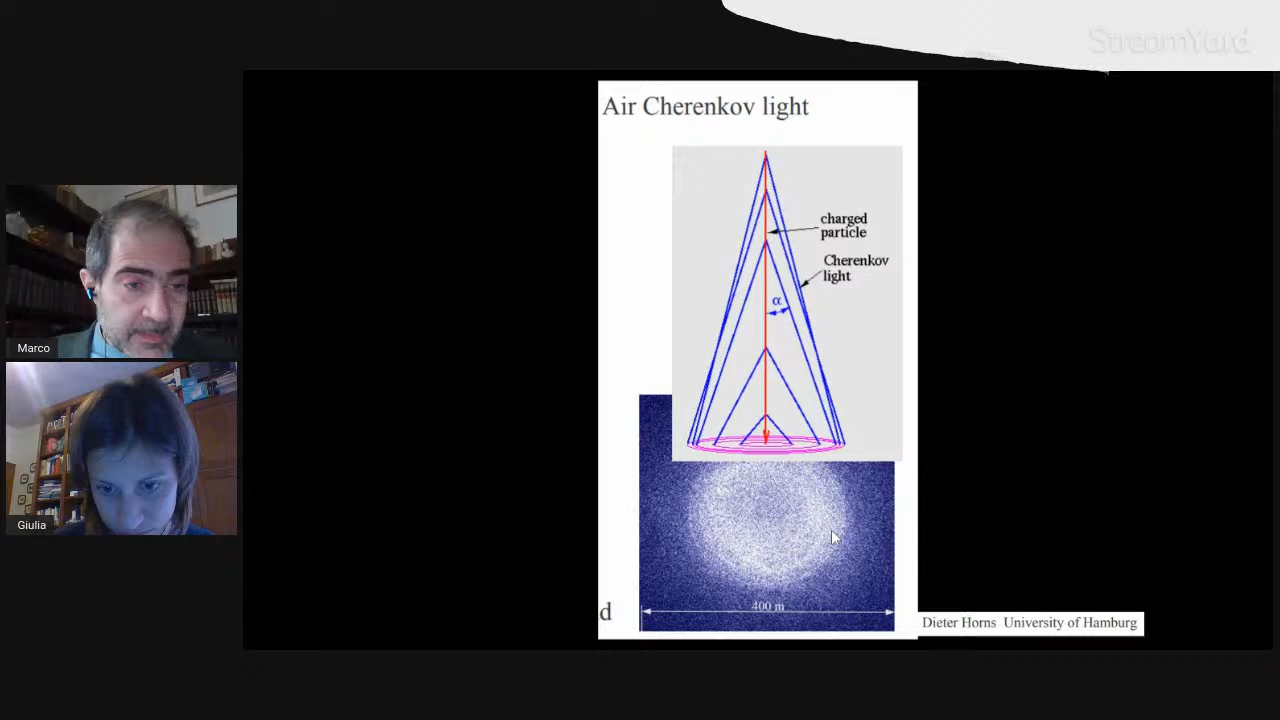 StreamYard
Air Cherenkov light
charged
particle
Cherenkov
light
α
Marco
Giulia
400 m
d
Dieter Horns University of Hamburg